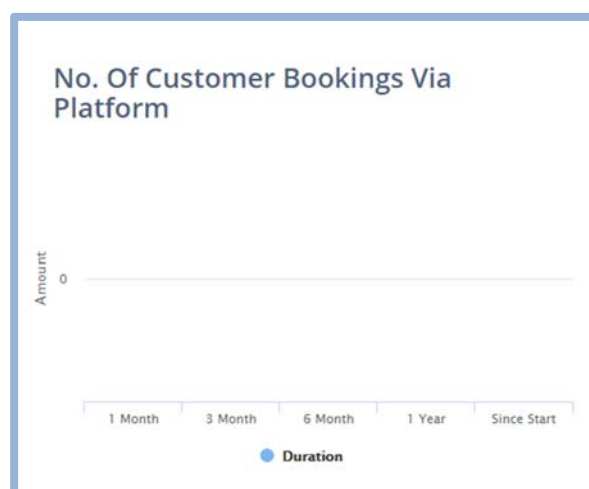 No. Of Customer Bookings Via
Platform
Amount
0
1 Month
3 Month
6 Month
1 Year
Since Start
Duration